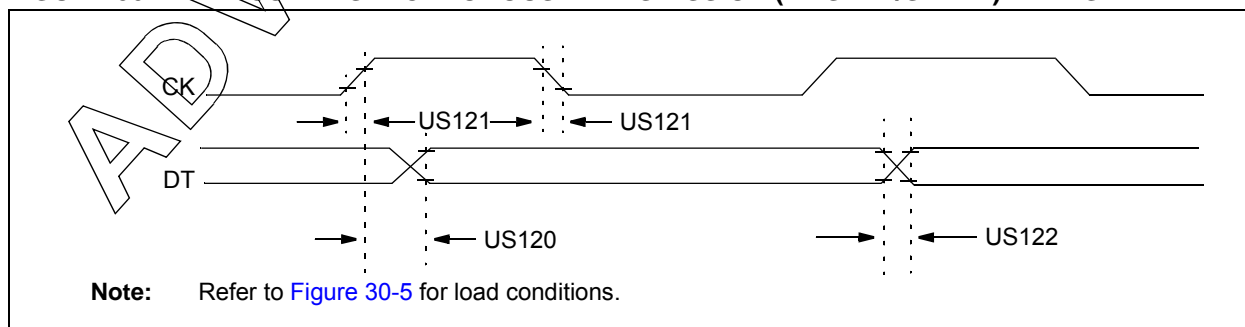 CK
US121
US121
DT
US120
US122
Note: Refer to Figure 30-5 for load conditions.